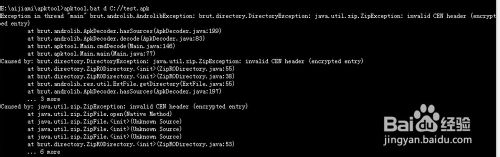 E:\aijiami\apktool>apktool.bat d C://test.apk
Exception in thread "main" brut.androlib.AndrolibException: brut.directory.DirectoryException: java.util.zip.ZipException: invalid CEN header (encrypt
ed entry)
at brut.androlib.ApkDecoder.hasSources(ApkDecoder.java:199)
at brut.androlib.ApkDecoder.decode(ApkDecoder.java:83)
at brut.apktool.Main.cmdDecode(Main.java:146)
at brut.apktool.Main.main(Main.java:77)
Caused by: brut.directory.DirectoryException: java.util.zip.ZipException: invalid CEN header (encrypted entry)
at brut.directory.ZipRODirectory.<init>(ZipRODirectory.java:55)
at brut.directory.ZipRODirectory.<init>(ZipRODirectory.java:38)
at brut.androlib.res.util.ExtFile.getDirectory(ExtFile.java:55)
at brut.androlib.ApkDecoder.hasSources(ApkDecoder.java:197)
... 3 more
Caused by: java.util.zip.ZipException: invalid CEN header (encrypted entry)
at java.util.zip.ZipFile.open(Native Method)
at java.util.zip.ZipFile.<init>(Unknown Source)
at java.util.zip.ZipFile.<init>(Unknown Source)
at java.util.zip.ZipFile.<init>(Unknown Source)
at brut.directory.ZipRODirectory.<init>(ZipRODirectory.java:53)
... 6 more
Baidu 经验
jingyan.baidu.com